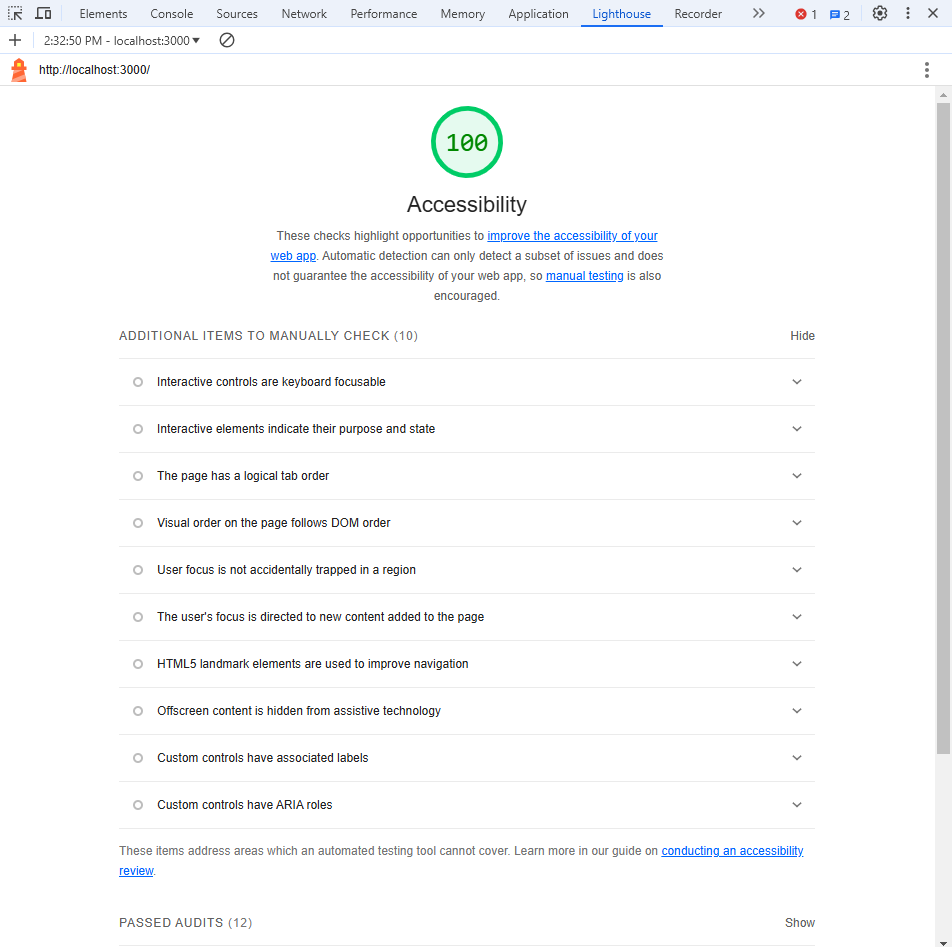 Elements Console Sources Network Performance Memory Application Lighthouse Recorder 1 2
2:32:50 PM - localhost:3000
http://localhost:3000/
100
Accessibility
These checks highlight opportunities to improve the accessibility of your
web app. Automatic detection can only detect a subset of issues and does
not guarantee the accessibility of your web app, so manual testing is also
encouraged.
ADDITIONAL ITEMS TO MANUALLY CHECK (10) Hide
Interactive controls are keyboard focusable
Interactive elements indicate their purpose and state
The page has a logical tab order
Visual order on the page follows DOM order
User focus is not accidentally trapped in a region
The user's focus is directed to new content added to the page
HTML5 landmark elements are used to improve navigation
Offscreen content is hidden from assistive technology
Custom controls have associated labels
Custom controls have ARIA roles
These items address areas which an automated testing tool cannot cover. Learn more in our guide on conducting an accessibility
review.
PASSED AUDITS (12) Show